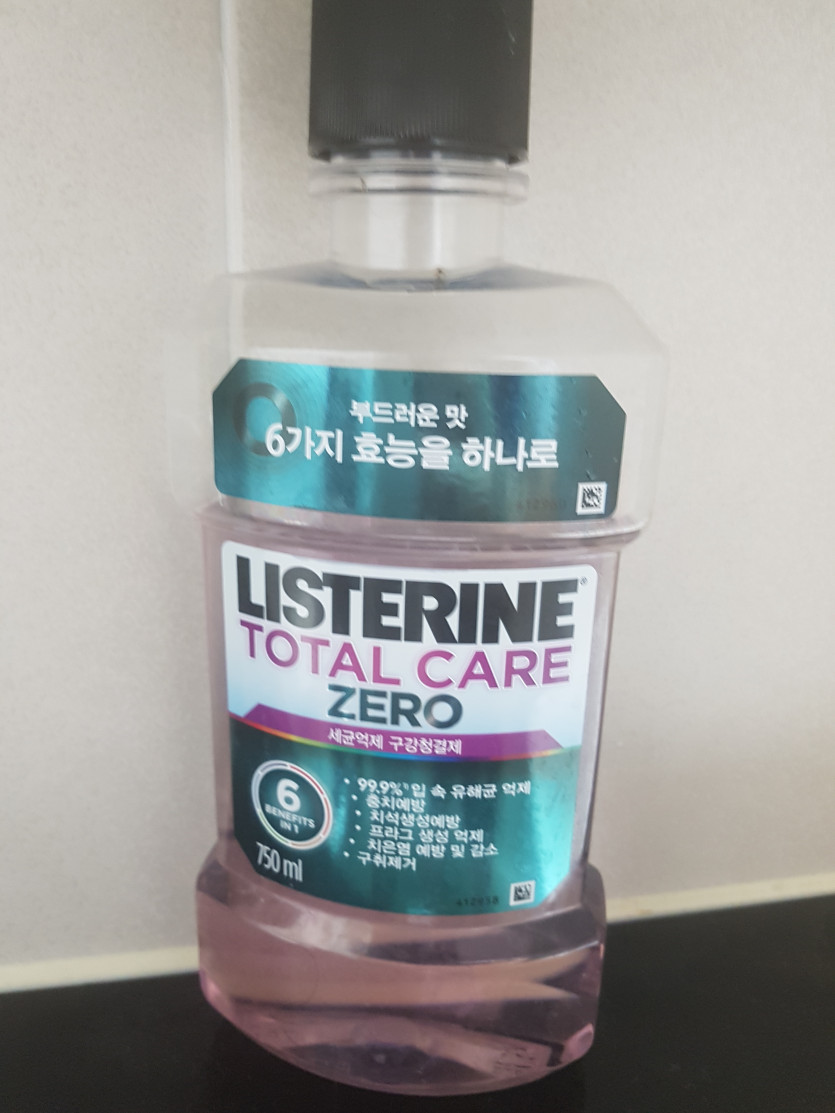 부드러운 맛
6가지 효능을 하나로
LISTERINE®
TOTAL CARE
ZERO
세균억제 구강청결제
6
BENEFITS
IN 1
• 99.9%* 입 속 유해균 억제
• 충치예방
• 치석생성예방
• 프라그 생성 억제
• 치은염 예방 및 감소
• 구취제거
750 ml